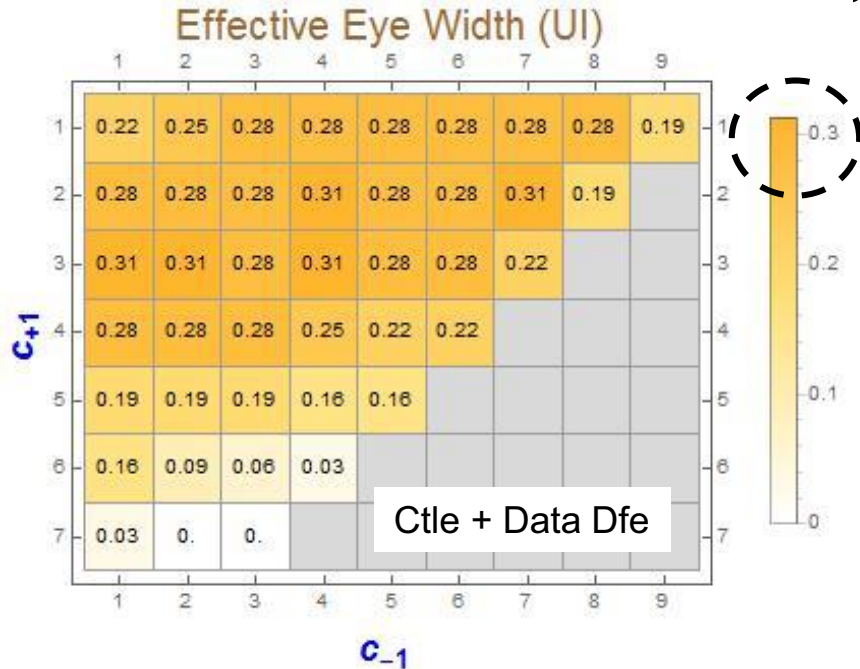 Effective Eye Width (UI)
1 2 3 4 5 6 7 8 9
1 0.22 0.25 0.28 0.28 0.28 0.28 0.28 0.28 0.19 1
2 0.28 0.28 0.28 0.31 0.28 0.28 0.31 0.19 2
3 0.31 0.31 0.28 0.31 0.28 0.28 0.22 3
4 0.28 0.28 0.28 0.25 0.22 0.22 4
5 0.19 0.19 0.19 0.16 0.16 5
6 0.16 0.09 0.06 0.03 6
7 0.03 0. 0. Ctle + Data Dfe 7
1 2 3 4 5 6 7 8 9
c+1
c−1
0.3
0.2
0.1
0